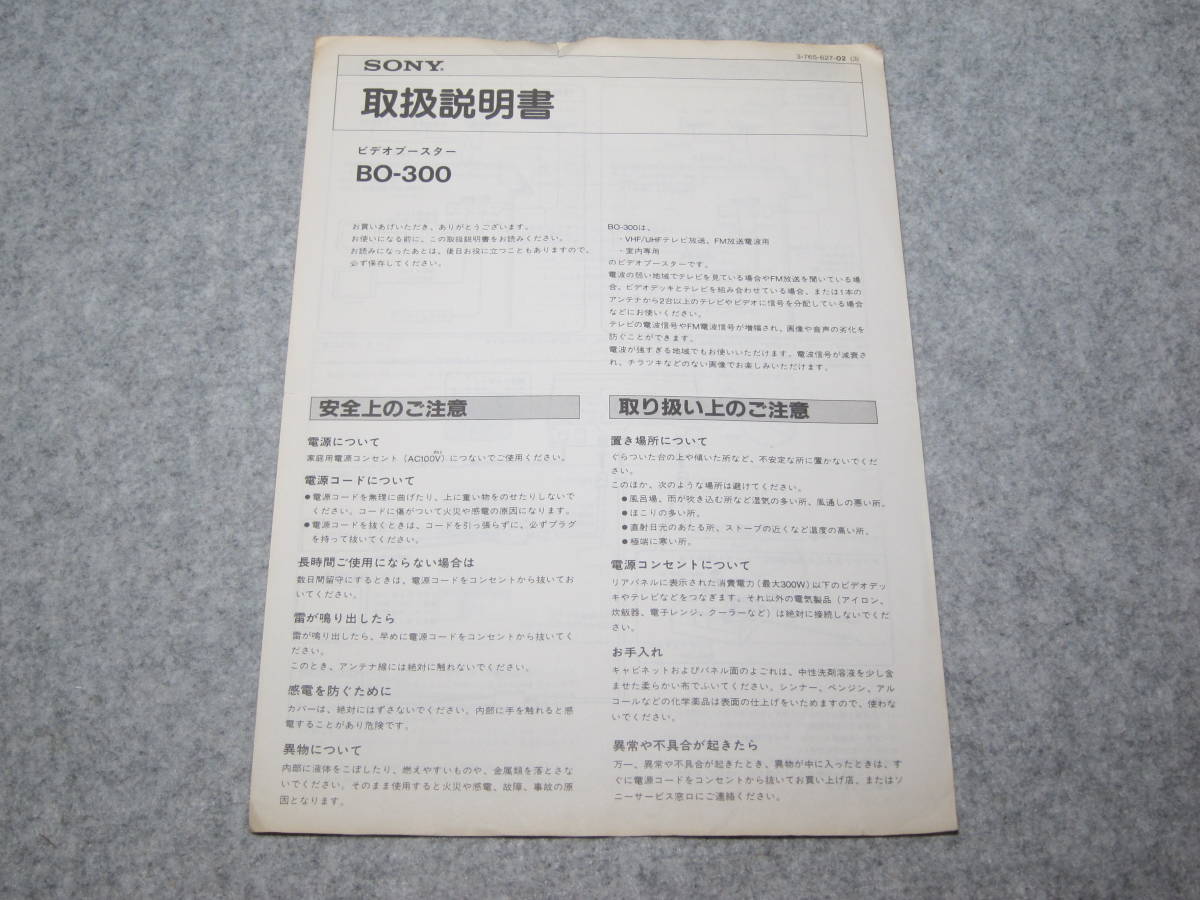 3-765-627-02 (3)
SONY®
取扱説明書
ビデオブースター
BO-300
お買いあげいただき、ありがとうございます。
お使いになる前に、この取扱説明書をお読みください。
お読みになったあとは、後日お役に立つこともありますので、
必ず保存してください。
BO-300は、
・VHF/UHFテレビ放送、FM放送電波用
・室内専用
のビデオブースターです。
電波の弱い地域でテレビを見ている場合やFM放送を聞いている場
合、ビデオデッキとテレビを組み合わせている場合、または1本の
アンテナから2台以上のテレビやビデオに信号を分配している場合
などにお使いください。
テレビの電波信号やFM電波信号が増幅され、画像や音声の劣化を
防ぐことができます。
電波が強すぎる地域でもお使いいただけます。電波信号が減衰さ
れ、チラツキなどのない画像でお楽しみいただけます。
安全上のご注意
電源について
家庭用電源コンセント（AC100V）につないでご使用ください。
電源コードについて
●電源コードを無理に曲げたり、上に重い物をのせたりしないで
ください。コードに傷がついて火災や感電の原因になります。
●電源コードを抜くときは、コードを引っ張らずに、必ずプラグ
を持って抜いてください。
長時間ご使用にならない場合は
数日間留守にするときは、電源コードをコンセントから抜いてお
いてください。
雷が鳴り出したら
雷が鳴り出したら、早めに電源コードをコンセントから抜いてく
ださい。
このとき、アンテナ線には絶対に触れないでください。
感電を防ぐために
カバーは、絶対にはずさないでください。内部に手を触れると感
電することがあり危険です。
異物について
内部に液体をこぼしたり、燃えやすいものや、金属類を落とさな
いでください。そのまま使用すると火災や感電、故障、事故の原
因となります。
取り扱い上のご注意
置き場所について
ぐらついた台の上や傾いた所など、不安定な所に置かないでくだ
さい。
このほか、次のような場所は避けてください。
●風呂場、雨が吹き込む所など湿気の多い所、風通しの悪い所。
●ほこりの多い所。
●直射日光のあたる所、ストーブの近くなど温度の高い所。
●極端に寒い所。
電源コンセントについて
リアパネルに表示された消費電力（最大300W）以下のビデオデッ
キやテレビなどをつなぎます。それ以外の電気製品（アイロン、
炊飯器、電子レンジ、クーラーなど）は絶対に接続しないでくだ
さい。
お手入れ
キャビネットおよびパネル面のよごれは、中性洗剤溶液を少し含
ませた柔らかい布でふいてください。シンナー、ベンジン、アル
コールなどの化学薬品は表面の仕上げをいためますので、使わな
いでください。
異常や不具合が起きたら
万一、異常や不具合が起きたとき、異物が中に入ったときは、す
ぐに電源コードをコンセントから抜いてお買い上げ店、またはソ
ニーサービス窓口にご連絡ください。